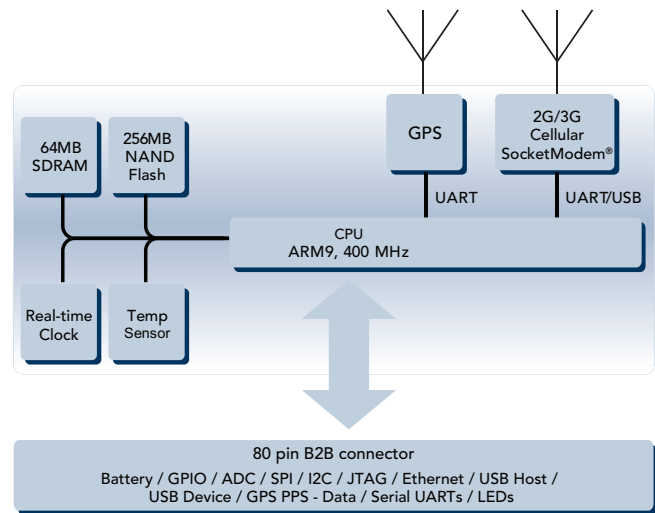 64MB
SDRAM
256MB
NAND
Flash
GPS
2G/3G
Cellular
SocketModem®
UART
UART/USB
CPU
ARM9, 400 MHz
Real-time
Clock
Temp
Sensor
80 pin B2B connector
Battery / GPIO / ADC / SPI / I2C / JTAG / Ethernet / USB Host /
USB Device / GPS PPS - Data / Serial UARTs / LEDs